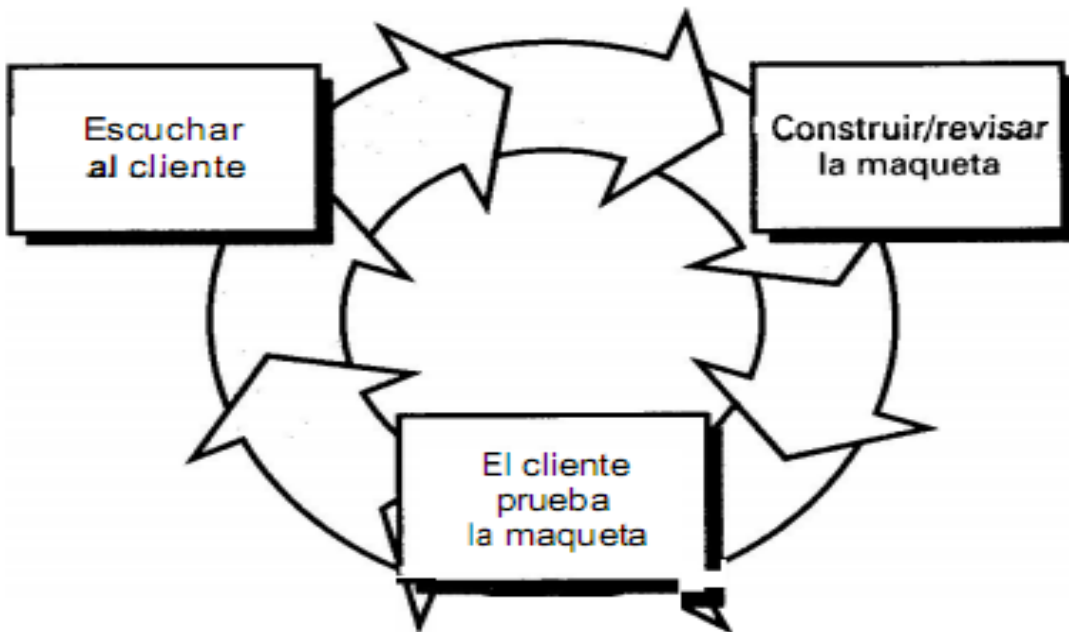 Escuchar
al cliente
Construir/revisar
la maqueta
El cliente
prueba
la maqueta